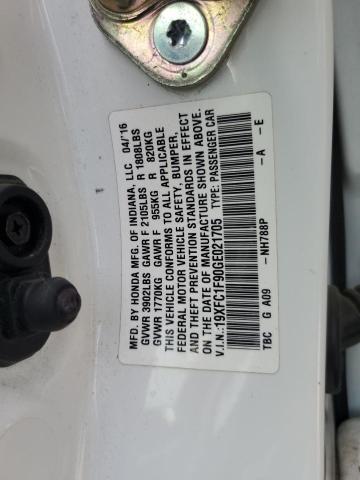 MFD. BY HONDA MFG. OF INDIANA, LLC 04/'16
GVWR 3902LBS GAWR F 2105LBS R 1808LBS
GVWR 1770KG GAWR F 955KG R 820KG
THIS VEHICLE CONFORMS TO ALL APPLICABLE
FEDERAL MOTOR VEHICLE SAFETY, BUMPER,
AND THEFT PREVENTION STANDARDS IN EFFECT
ON THE DATE OF MANUFACTURE SHOWN ABOVE.
V.I.N.:19XFC1F90GE021705 TYPE: PASSENGER CAR
-NH788P -A -E
TBC G A09